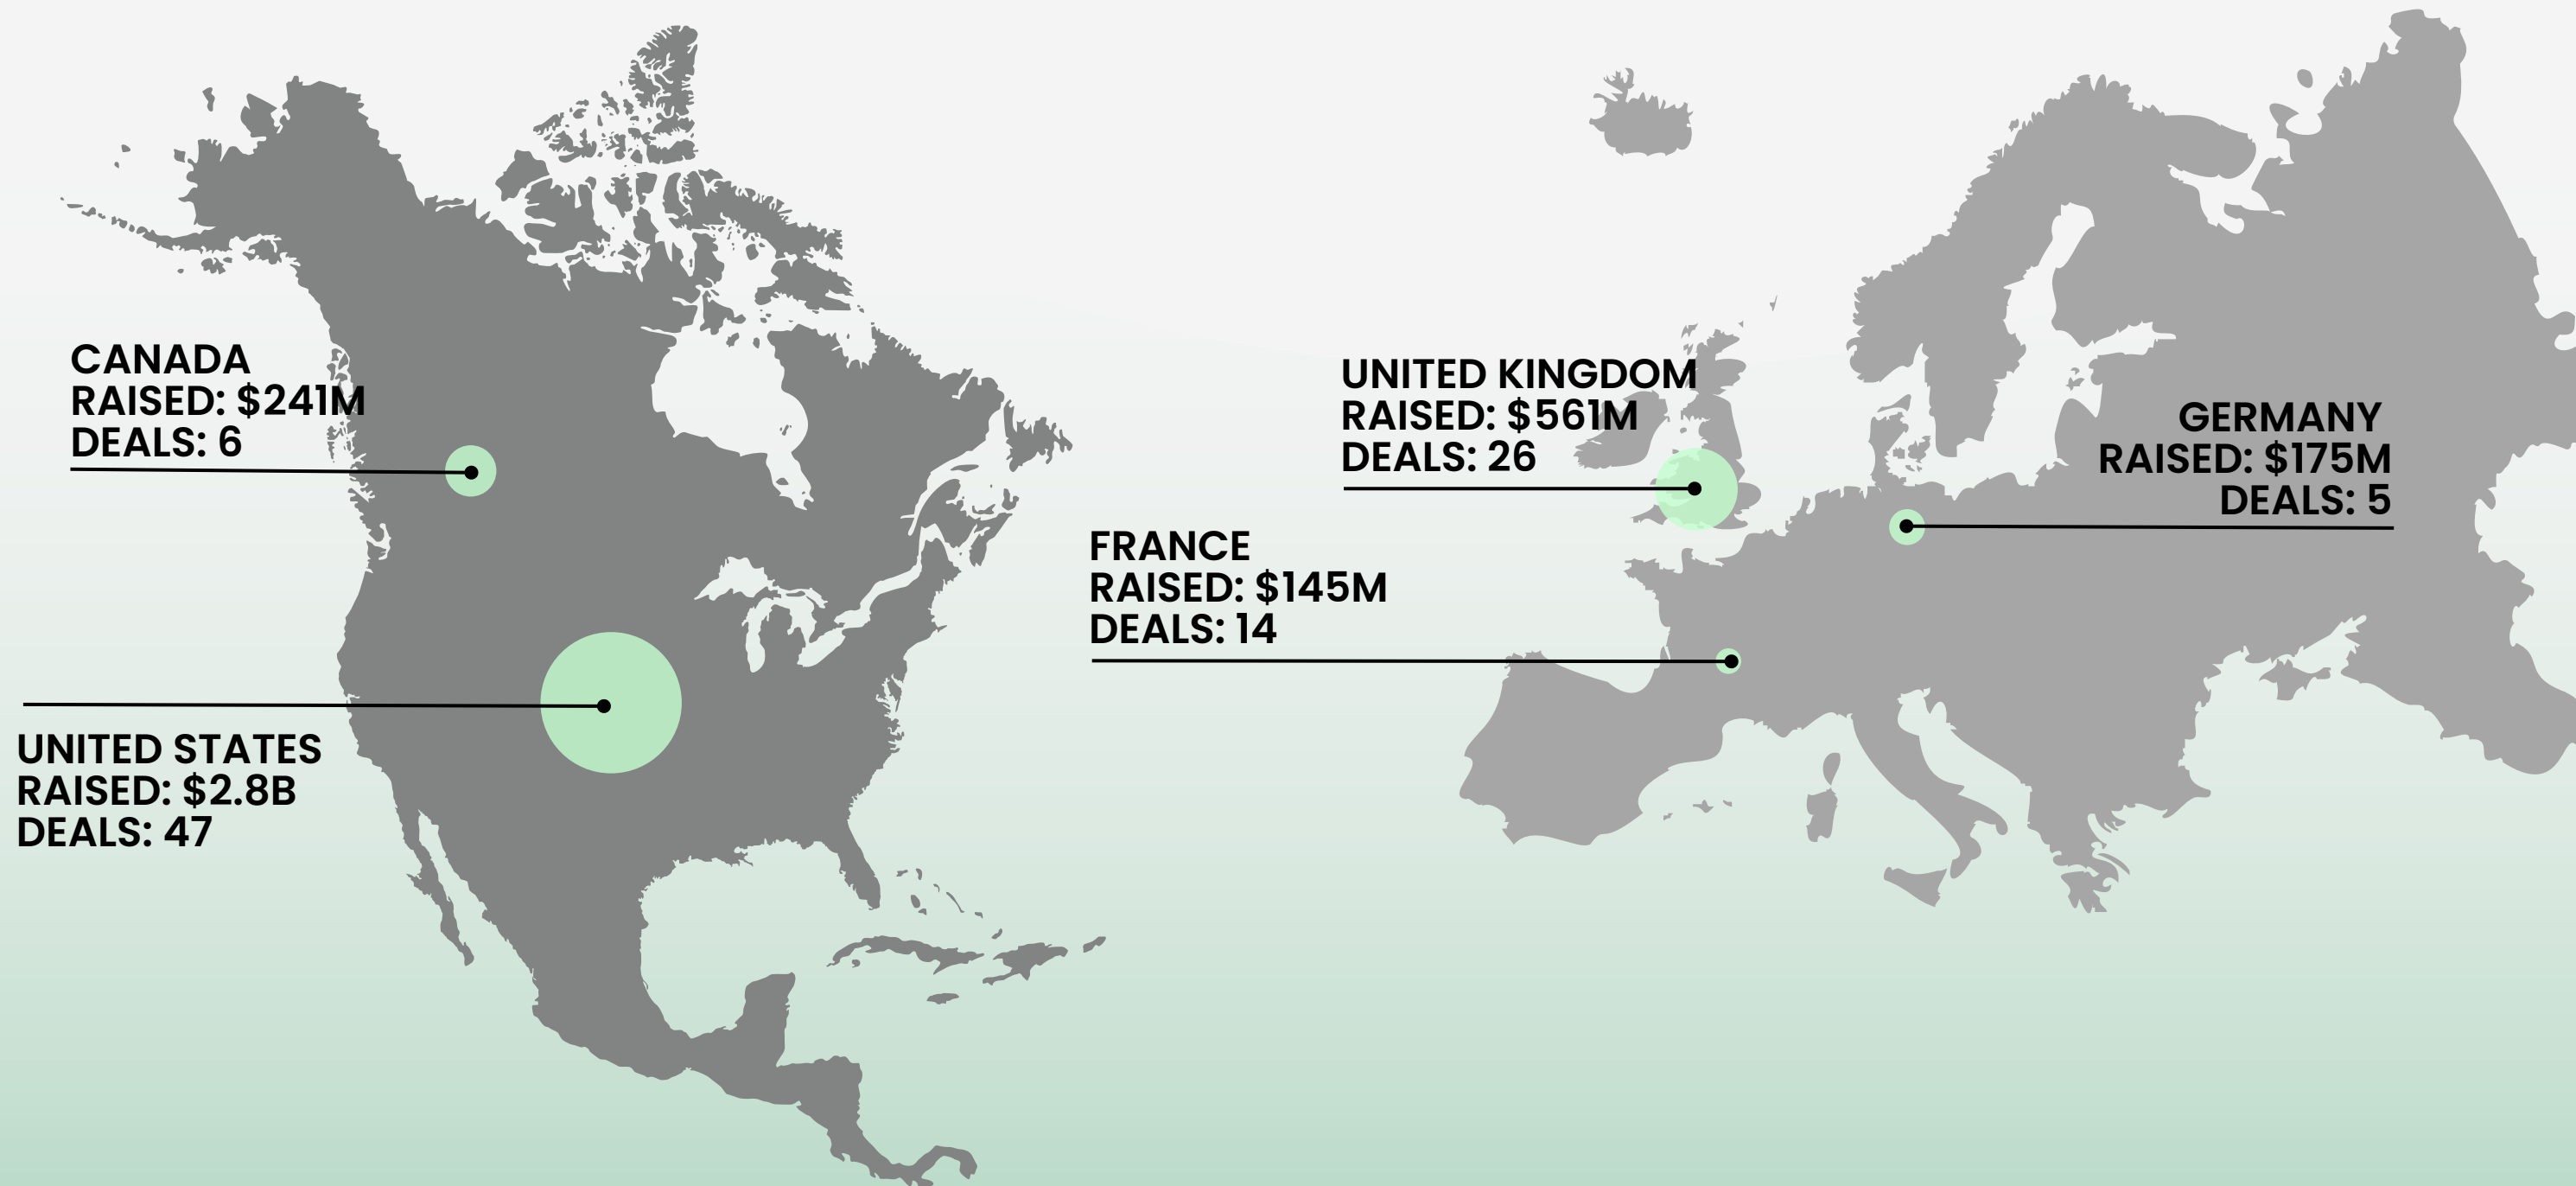 CANADA
RAISED: $241M
DEALS: 6
UNITED STATES
RAISED: $2.8B
DEALS: 47
UNITED KINGDOM
RAISED: $561M
DEALS: 26
FRANCE
RAISED: $145M
DEALS: 14
GERMANY
RAISED: $175M
DEALS: 5